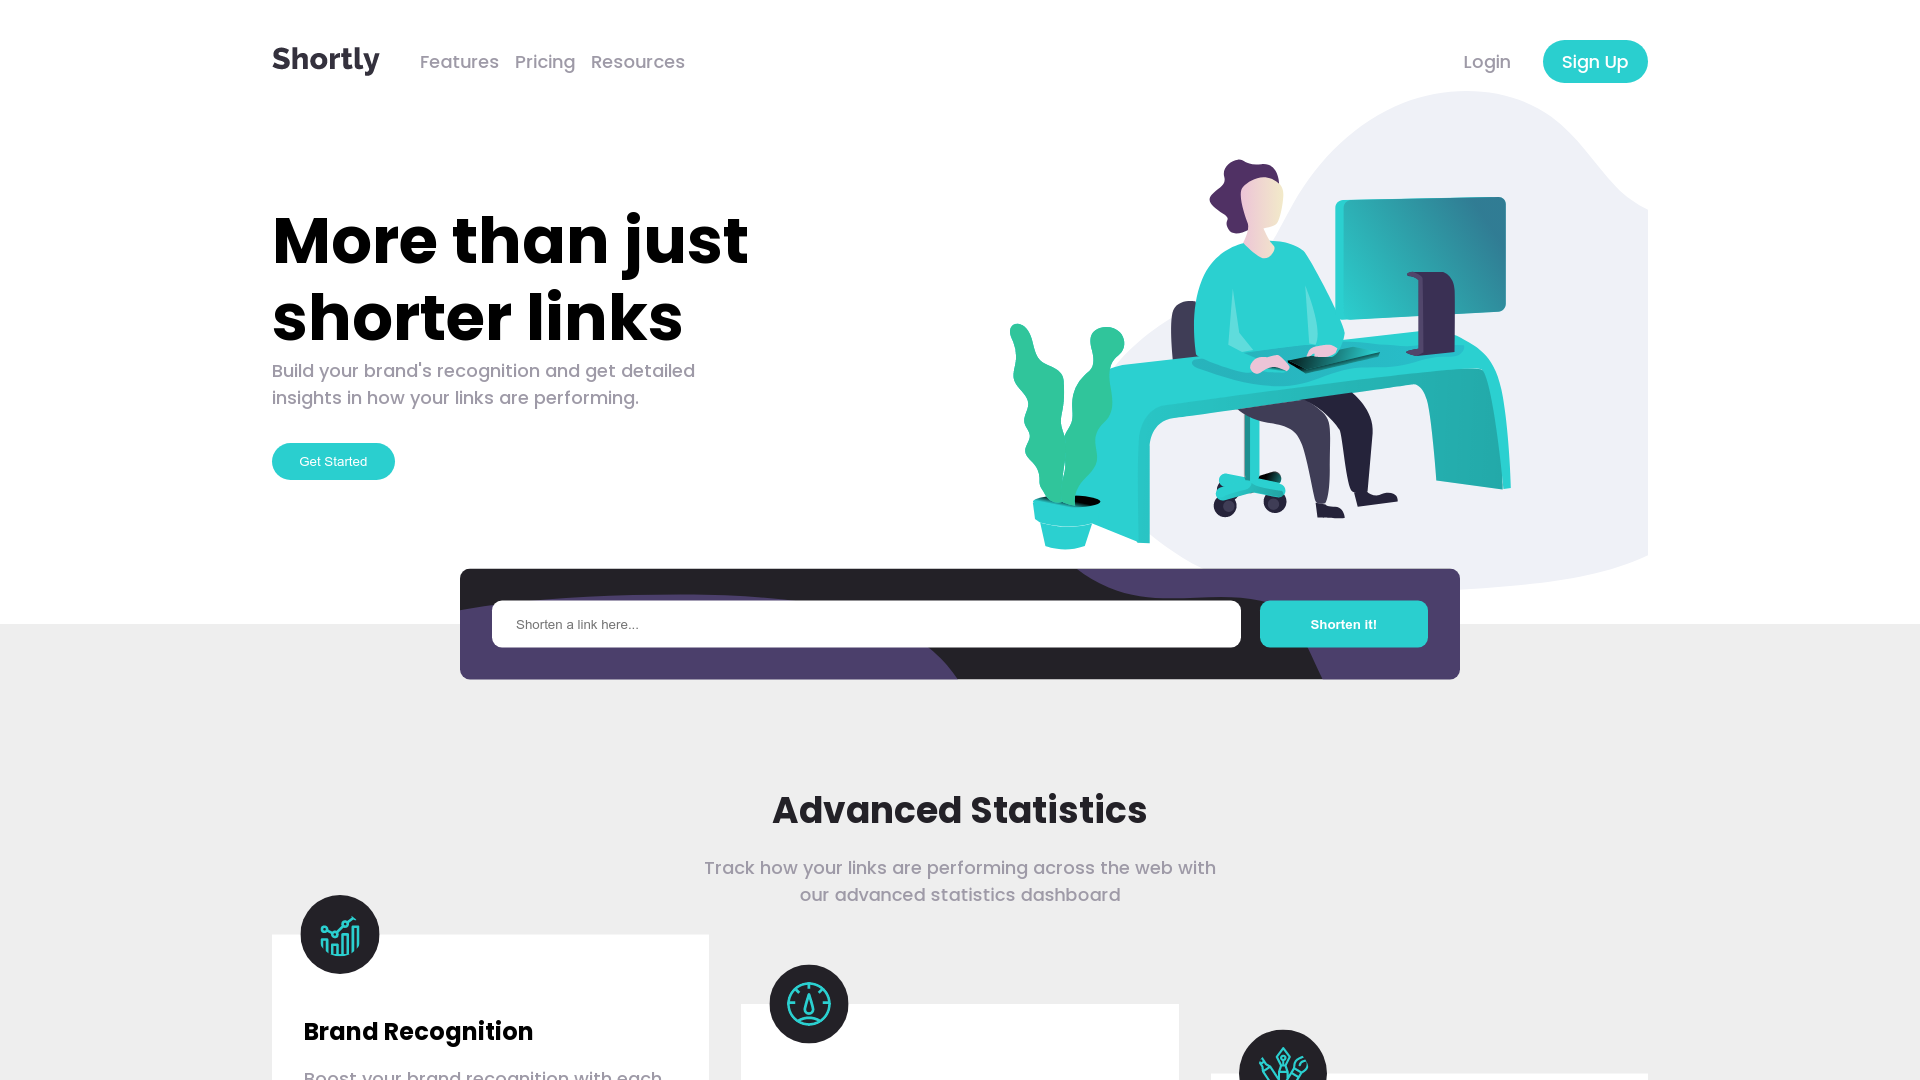 Shortly Features Pricing Resources Login Sign Up
More than just
shorter links
Build your brand's recognition and get detailed
insights in how your links are performing.
Get Started
Shorten a link here... Shorten it!
Advanced Statistics
Track how your links are performing across the web with
our advanced statistics dashboard
Brand Recognition
Boost your brand recognition with each